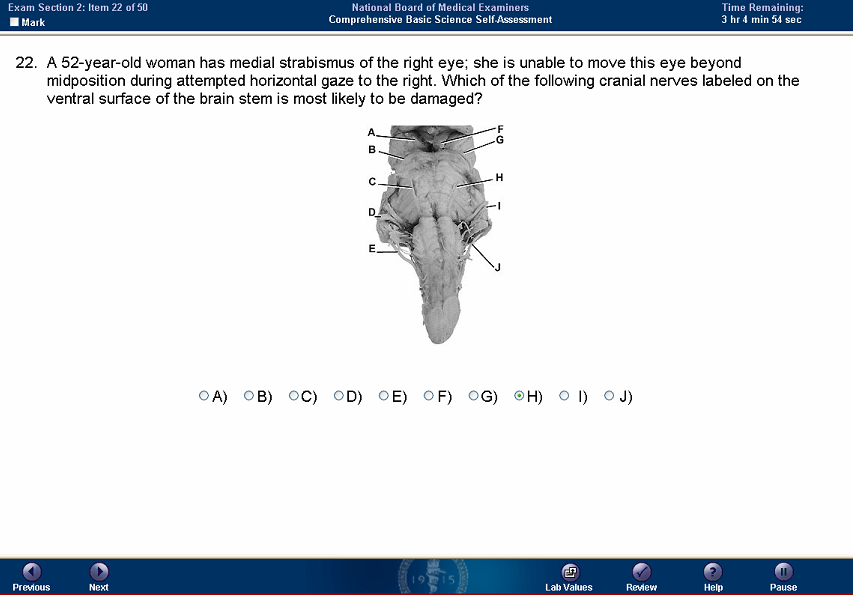 Exam Section 2: Item 22 of 50
National Board of Medical Examiners
Time Remaining:
Mark
Comprehensive Basic Science Self-Assessment
3 hr 4 min 54 sec
22. A 52-year-old woman has medial strabismus of the right eye; she is unable to move this eye beyond
midposition during attempted horizontal gaze to the right. Which of the following cranial nerves labeled on the
ventral surface of the brain stem is most likely to be damaged?
A
F
B
G
C
H
D
I
E
J
A) B) C) D) E) F) G) H) I) J)
1915
Previous Next Lab Values Review Help Pause